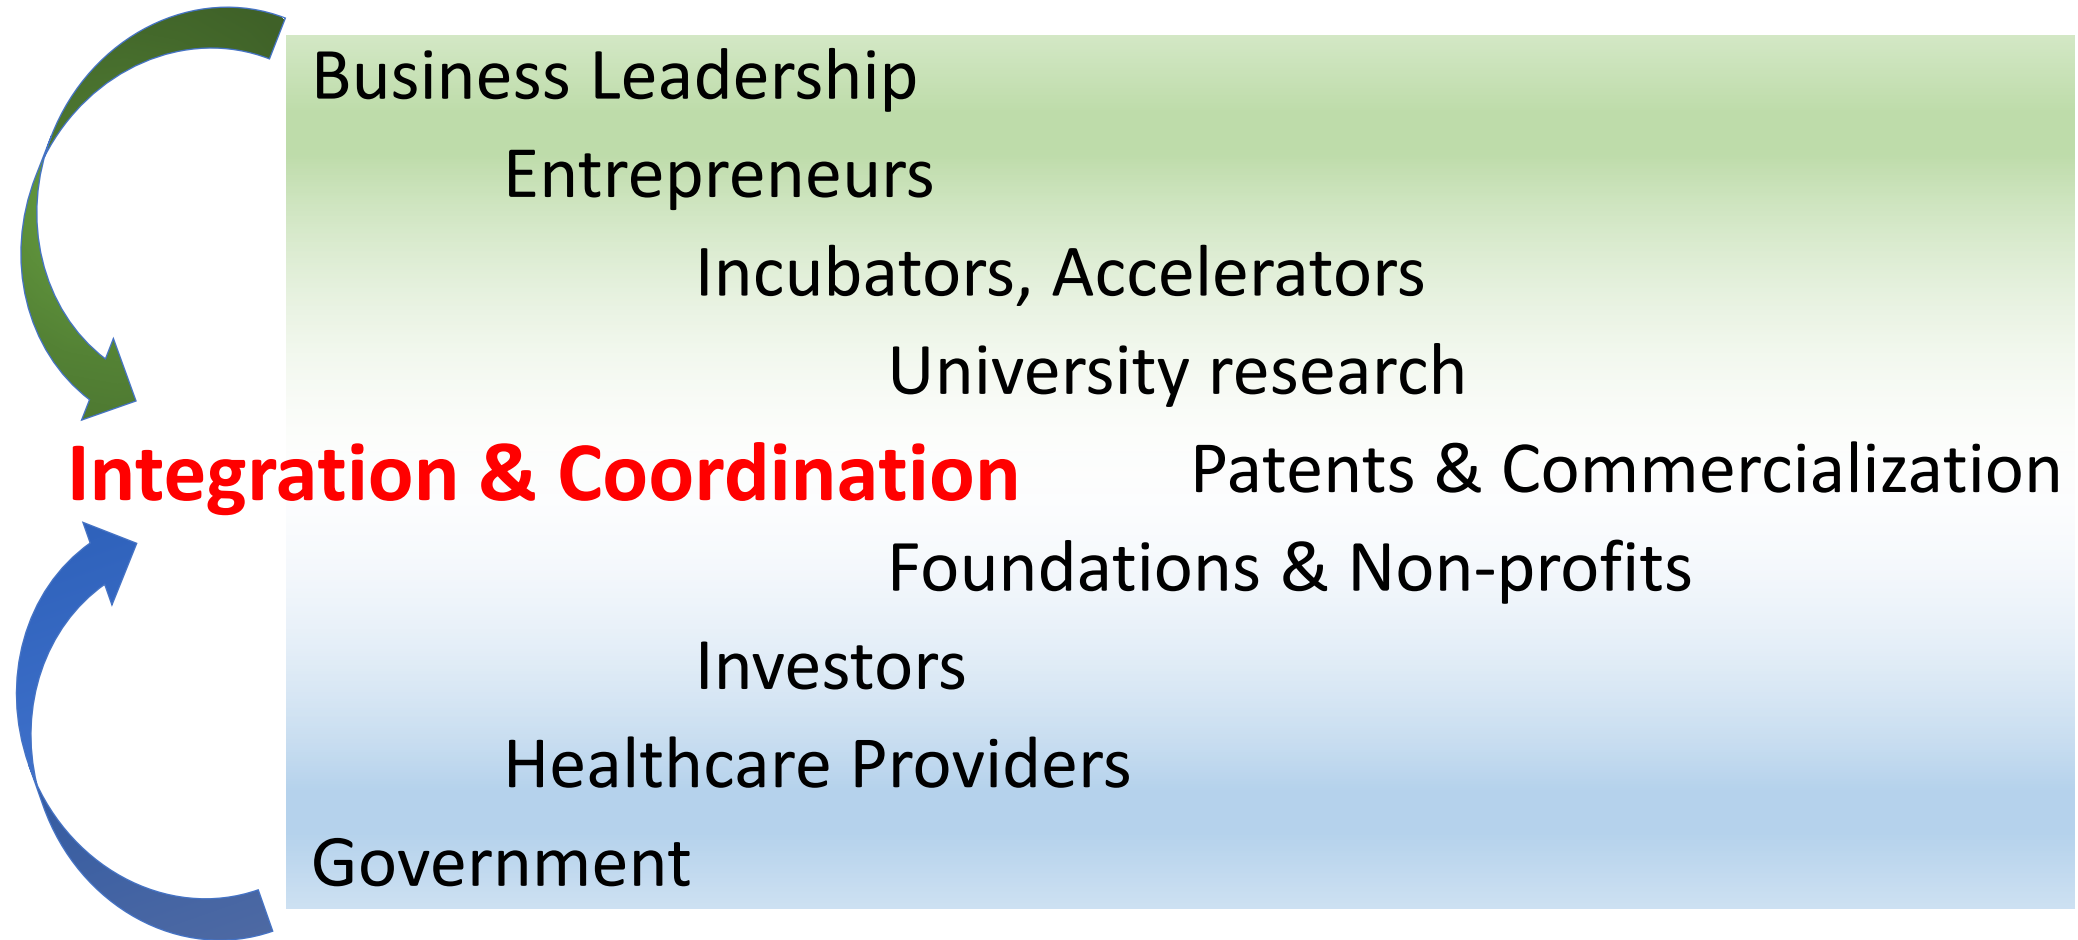 Business Leadership
Entrepreneurs
Incubators, Accelerators
University research
Integration & Coordination Patents & Commercialization
Foundations & Non-profits
Investors
Healthcare Providers
Government